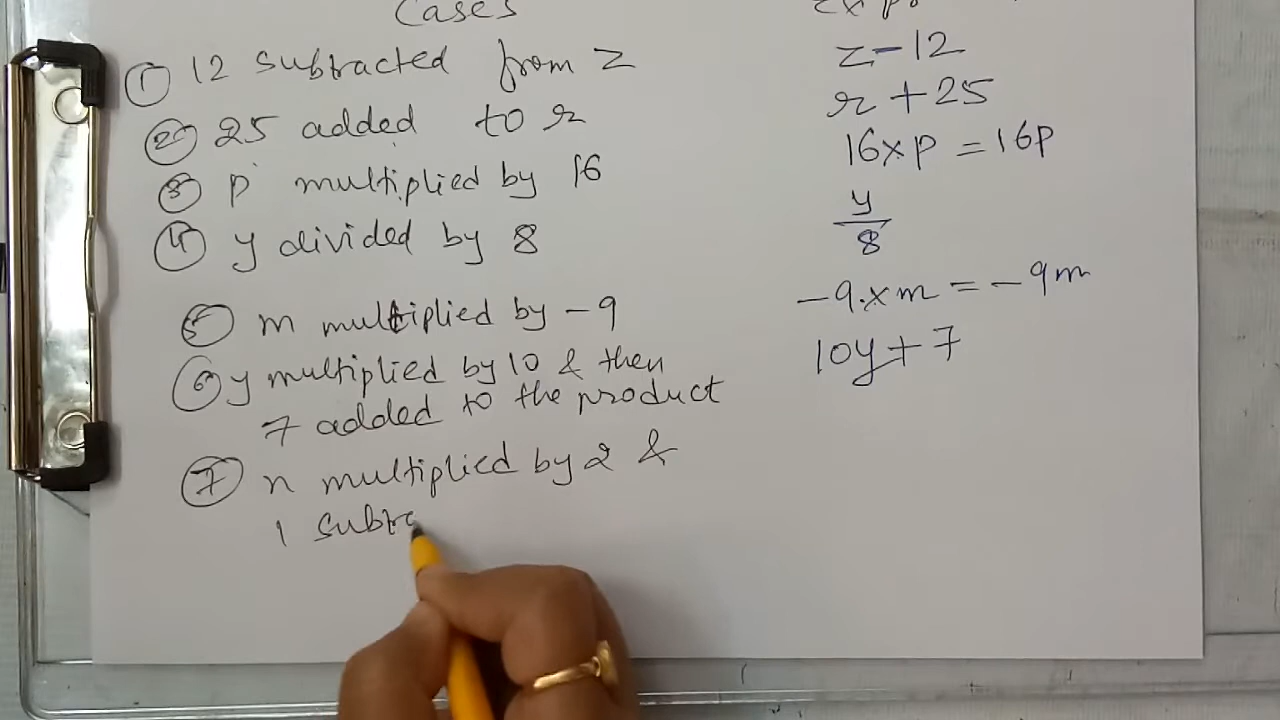 Cases
① 12 subtracted from z z-12
② 25 added to r r+25
③ p multiplied by 16 16×p = 16p
④ y divided by 8 y/8
⑤ m multiplied by -9 -9×m = -9m
⑥ y multiplied by 10 & then 10y+7
7 added to the product
⑦ n multiplied by 2 &
1 subtra